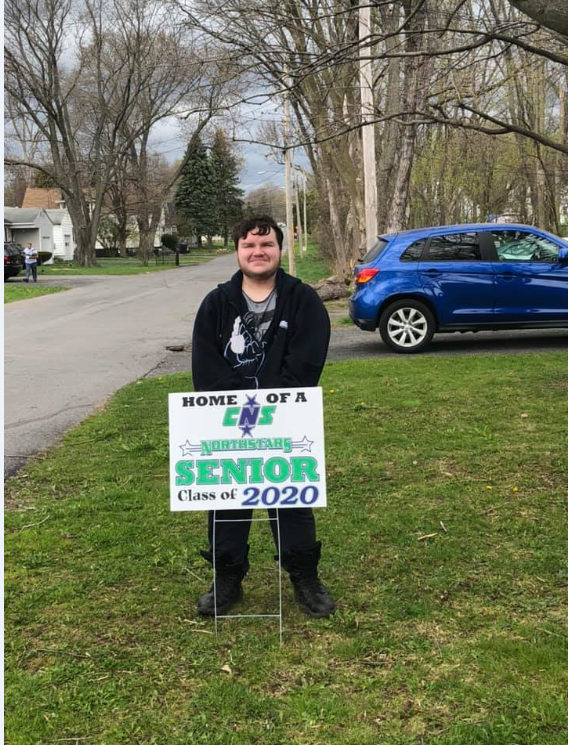 HOME OF A
CNS
NORTHSTARS
SENIOR
Class of 2020